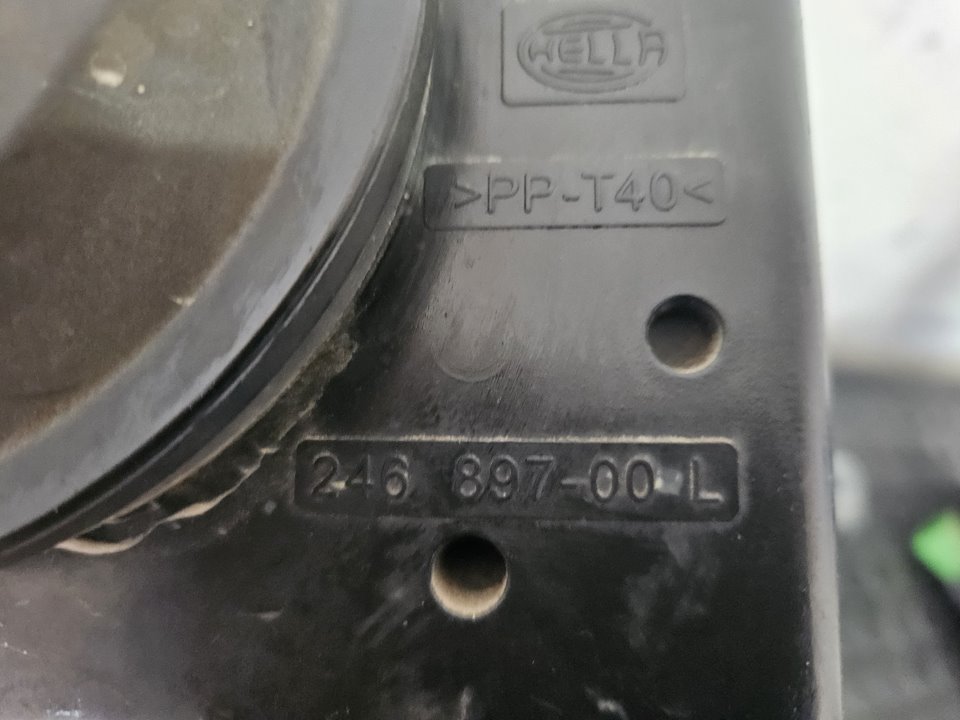 HELLA
>PP-T40<
246 897-00 L